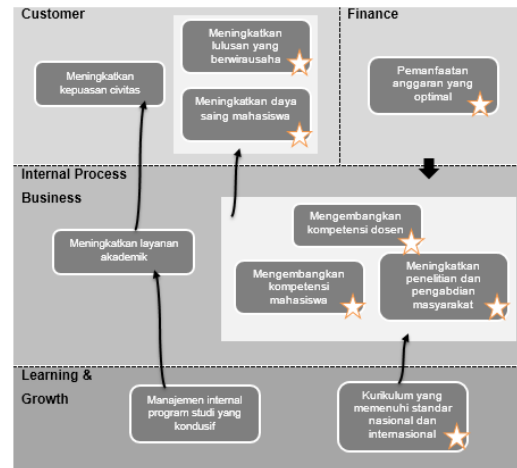 Customer
Finance
Meningkatkan
lulusan yang
berwirausaha
Meningkatkan
kepuasan civitas
Meningkatkan daya
saing mahasiswa
Pemanfaatan
anggaran yang
optimal
Internal Process
Business
Meningkatkan layanan
akademik
Mengembangkan
kompetensi dosen
Mengembangkan
kompetensi
mahasiswa
Meningkatkan
penelitian dan
pengabdian
masyarakat
Learning &
Growth
Manajemen internal
program studi yang
kondusif
Kurikulum yang
memenuhi standar
nasional dan
internasional